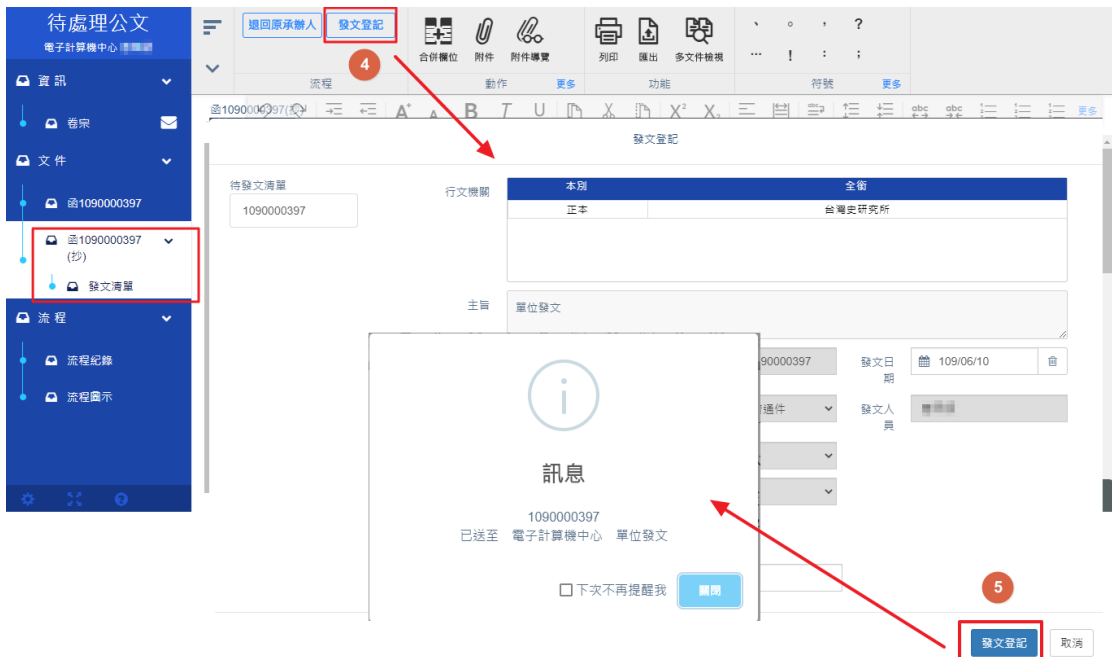 待處理公文
電子計算機中心
資訊
卷宗
文件
函1090000397
函1090000397
(抄)
發文清單
流程
流程紀錄
流程圖示
退回原承辦人 發文登記
4
流程
合併欄位 附件 附件導覽
動作 更多
列印 匯出 多文件檢視
功能
、 。 , ?
… ! : ;
符號 更多
函1090000397(抄) A+ A B T U X X² X, abc abc 更多
發文登記
待發文清單
1090000397
行文機關
本別 全銜
正本 台灣史研究所
主旨 單位發文
90000397 發文日期 109/06/10
通件 發文人員
訊息
1090000397
已送至 電子計算機中心 單位發文
下次不再提醒我 關閉
5
發文登記 取消